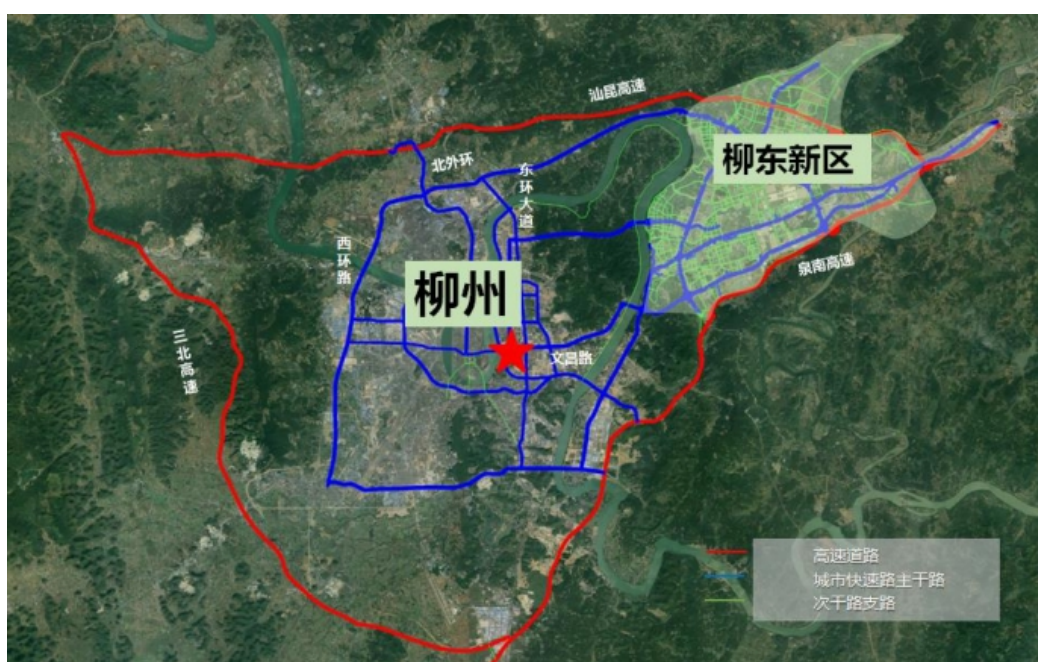 汕昆高速
北外环
东环大道
柳东新区
西环路
柳州
泉南高速
三北高速
文昌路
高速道路
城市快速路主干路
次干路支路